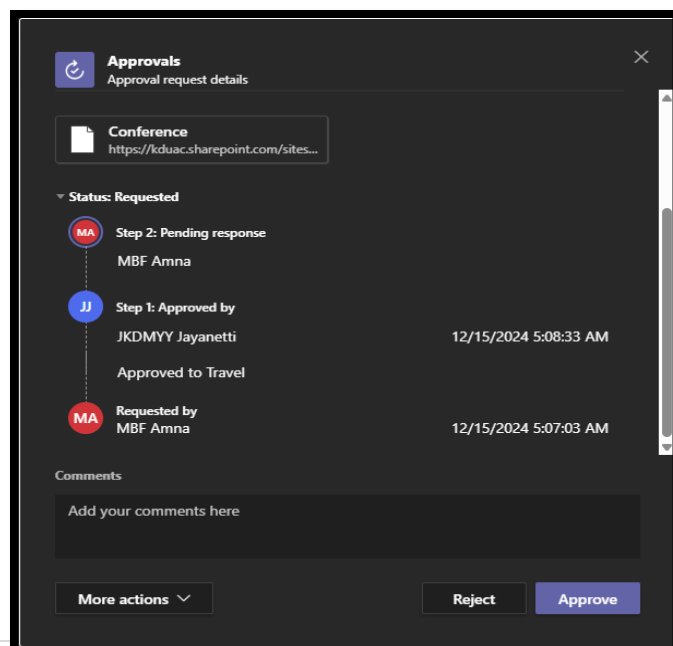 Approvals
Approval request details
Conference
https://kduac.sharepoint.com/sites...
Status: Requested
MA
Step 2: Pending response
MBF Amna
JJ
Step 1: Approved by
JKDMYY Jayanetti 12/15/2024 5:08:33 AM
Approved to Travel
MA
Requested by
MBF Amna 12/15/2024 5:07:03 AM
Comments
Add your comments here
More actions Reject Approve